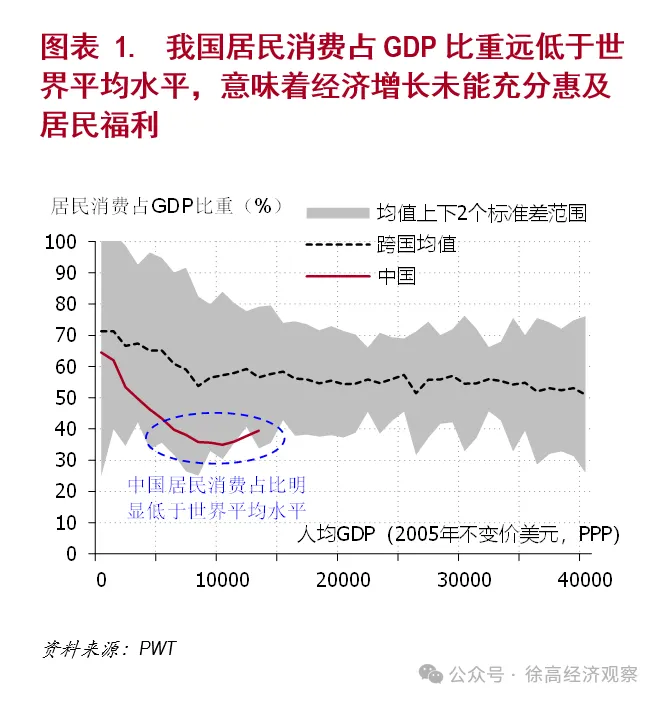 图表 1. 我国居民消费占 GDP 比重远低于世
界平均水平，意味着经济增长未能充分惠及
居民福利
居民消费占GDP比重（%）
均值上下2个标准差范围
跨国均值
中国
100
90
80
70
60
50
40
30
20
10
0
中国居民消费占比明
显低于世界平均水平
人均GDP（2005年不变价美元，PPP）
0 10000 20000 30000 40000
资料来源：PWT
公众号 · 徐高经济观察